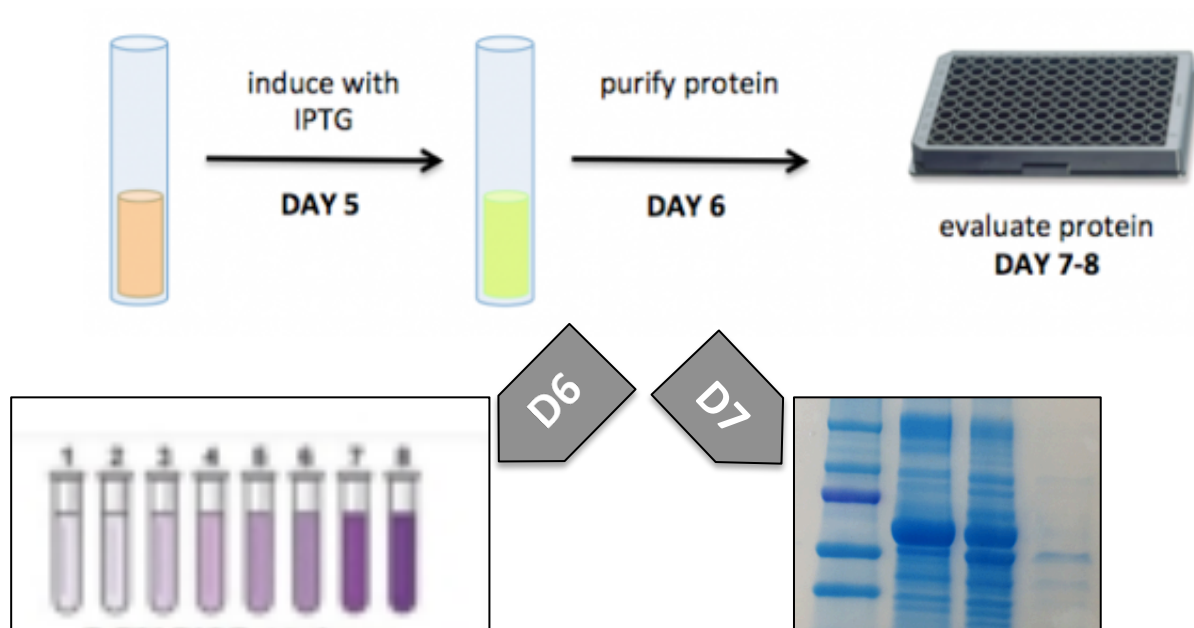 induce with
IPTG
DAY 5
purify protein
DAY 6
evaluate protein
DAY 7-8
D6
D7
1 2 3 4 5 6 7 8